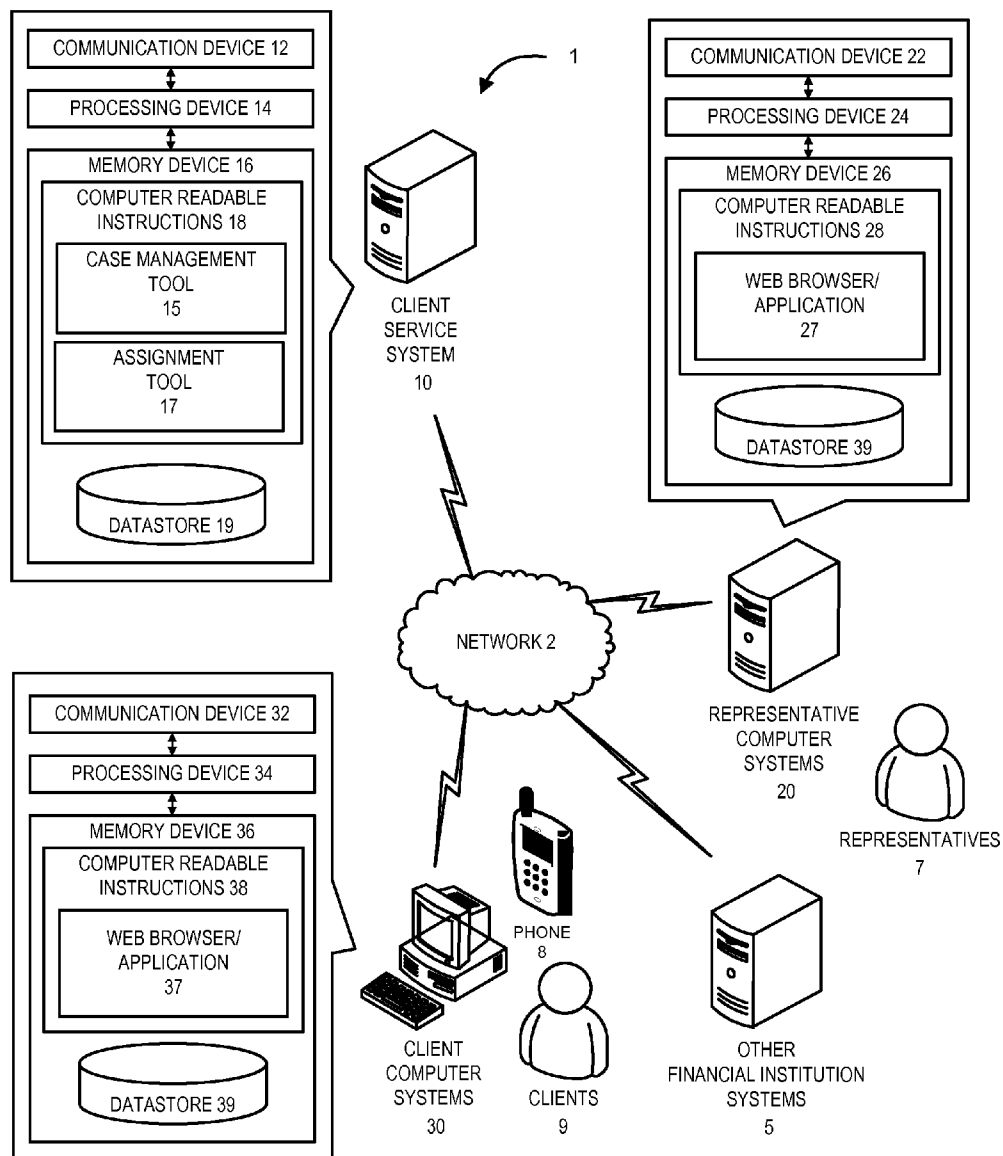 COMMUNICATION DEVICE 12
PROCESSING DEVICE 14
MEMORY DEVICE 16
COMPUTER READABLE
INSTRUCTIONS 18
CASE MANAGEMENT
TOOL
15
ASSIGNMENT
TOOL
17
DATASTORE 19
1
CLIENT
SERVICE
SYSTEM
10
COMMUNICATION DEVICE 22
PROCESSING DEVICE 24
MEMORY DEVICE 26
COMPUTER READABLE
INSTRUCTIONS 28
WEB BROWSER/
APPLICATION
27
DATASTORE 39
NETWORK 2
REPRESENTATIVE
COMPUTER
SYSTEMS
20
REPRESENTATIVES
7
COMMUNICATION DEVICE 32
PROCESSING DEVICE 34
MEMORY DEVICE 36
COMPUTER READABLE
INSTRUCTIONS 38
WEB BROWSER/
APPLICATION
37
DATASTORE 39
CLIENT
COMPUTER
SYSTEMS
30
PHONE
8
CLIENTS
9
OTHER
FINANCIAL INSTITUTION
SYSTEMS
5